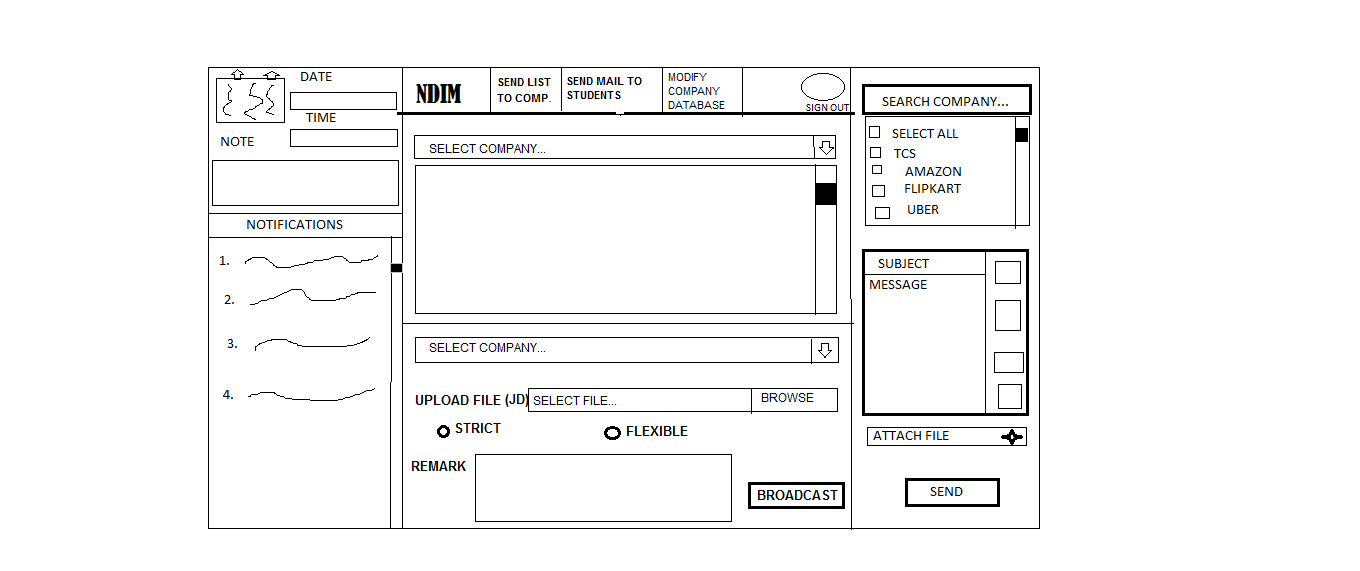 DATE
TIME
NOTE
NOTIFICATIONS
1.
2.
3.
4.
NDIM
SEND LIST
TO COMP.
SEND MAIL TO
STUDENTS
MODIFY
COMPANY
DATABASE
SIGN OUT
SELECT COMPANY...
SELECT COMPANY...
UPLOAD FILE (JD)
SELECT FILE...
BROWSE
STRICT
FLEXIBLE
REMARK
BROADCAST
SEARCH COMPANY...
SELECT ALL
TCS
AMAZON
FLIPKART
UBER
SUBJECT
MESSAGE
ATTACH FILE
SEND